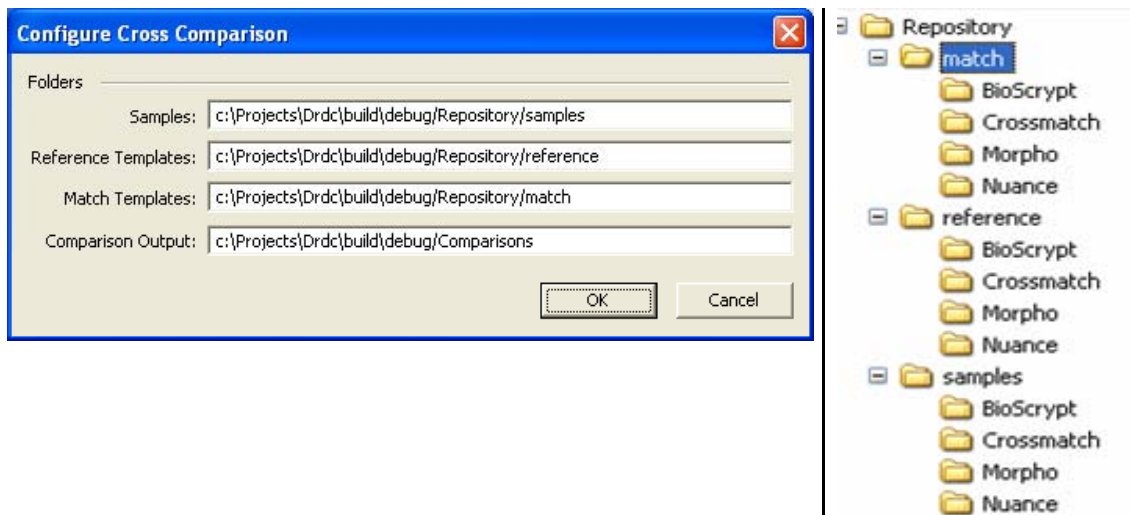 Configure Cross Comparison
Folders
Samples: c:\Projects\Drdc\build\debug/Repository/samples
Reference Templates: c:\Projects\Drdc\build\debug/Repository/reference
Match Templates: c:\Projects\Drdc\build\debug/Repository/match
Comparison Output: c:\Projects\Drdc\build\debug/Comparisons
OK Cancel
Repository
match
BioScrypt
Crossmatch
Morpho
Nuance
reference
BioScrypt
Crossmatch
Morpho
Nuance
samples
BioScrypt
Crossmatch
Morpho
Nuance